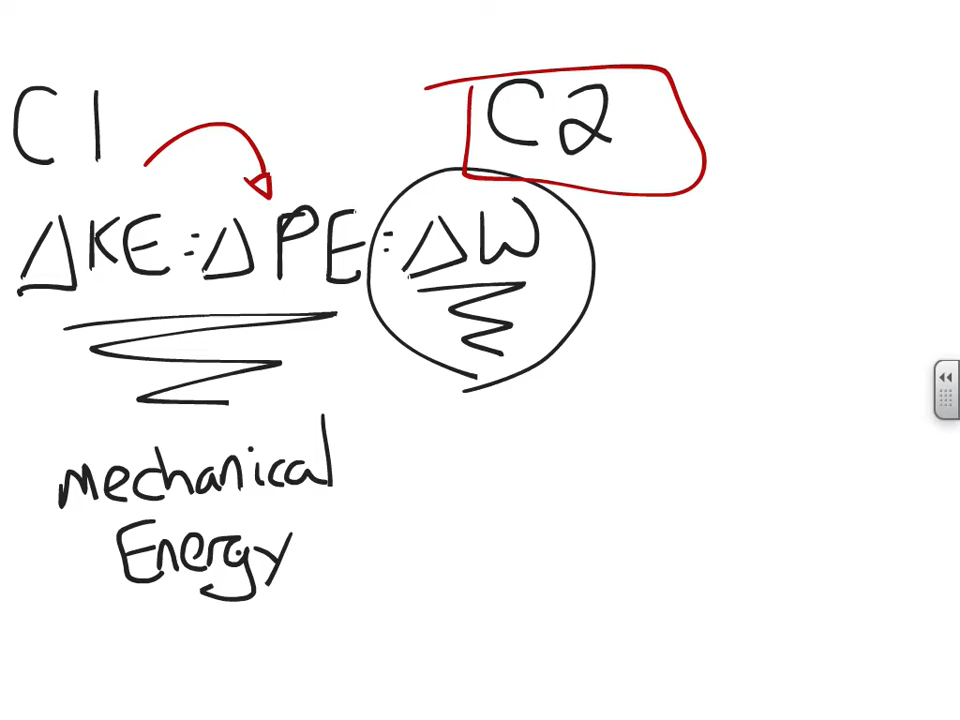 C1 C2
ΔKE = ΔPE = ΔW
mechanical
Energy